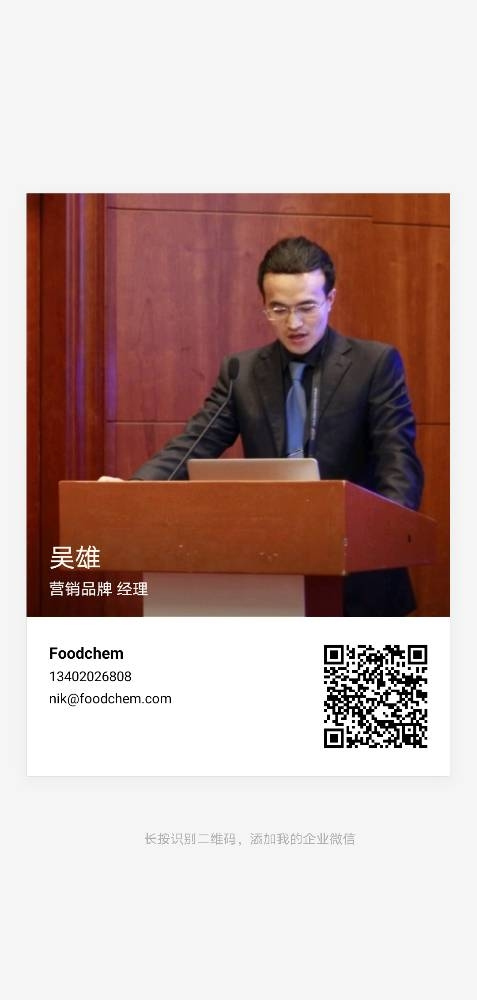 吴雄
营销品牌 经理
Foodchem
13402026808
nik@foodchem.com
长按识别二维码，添加我的企业微信